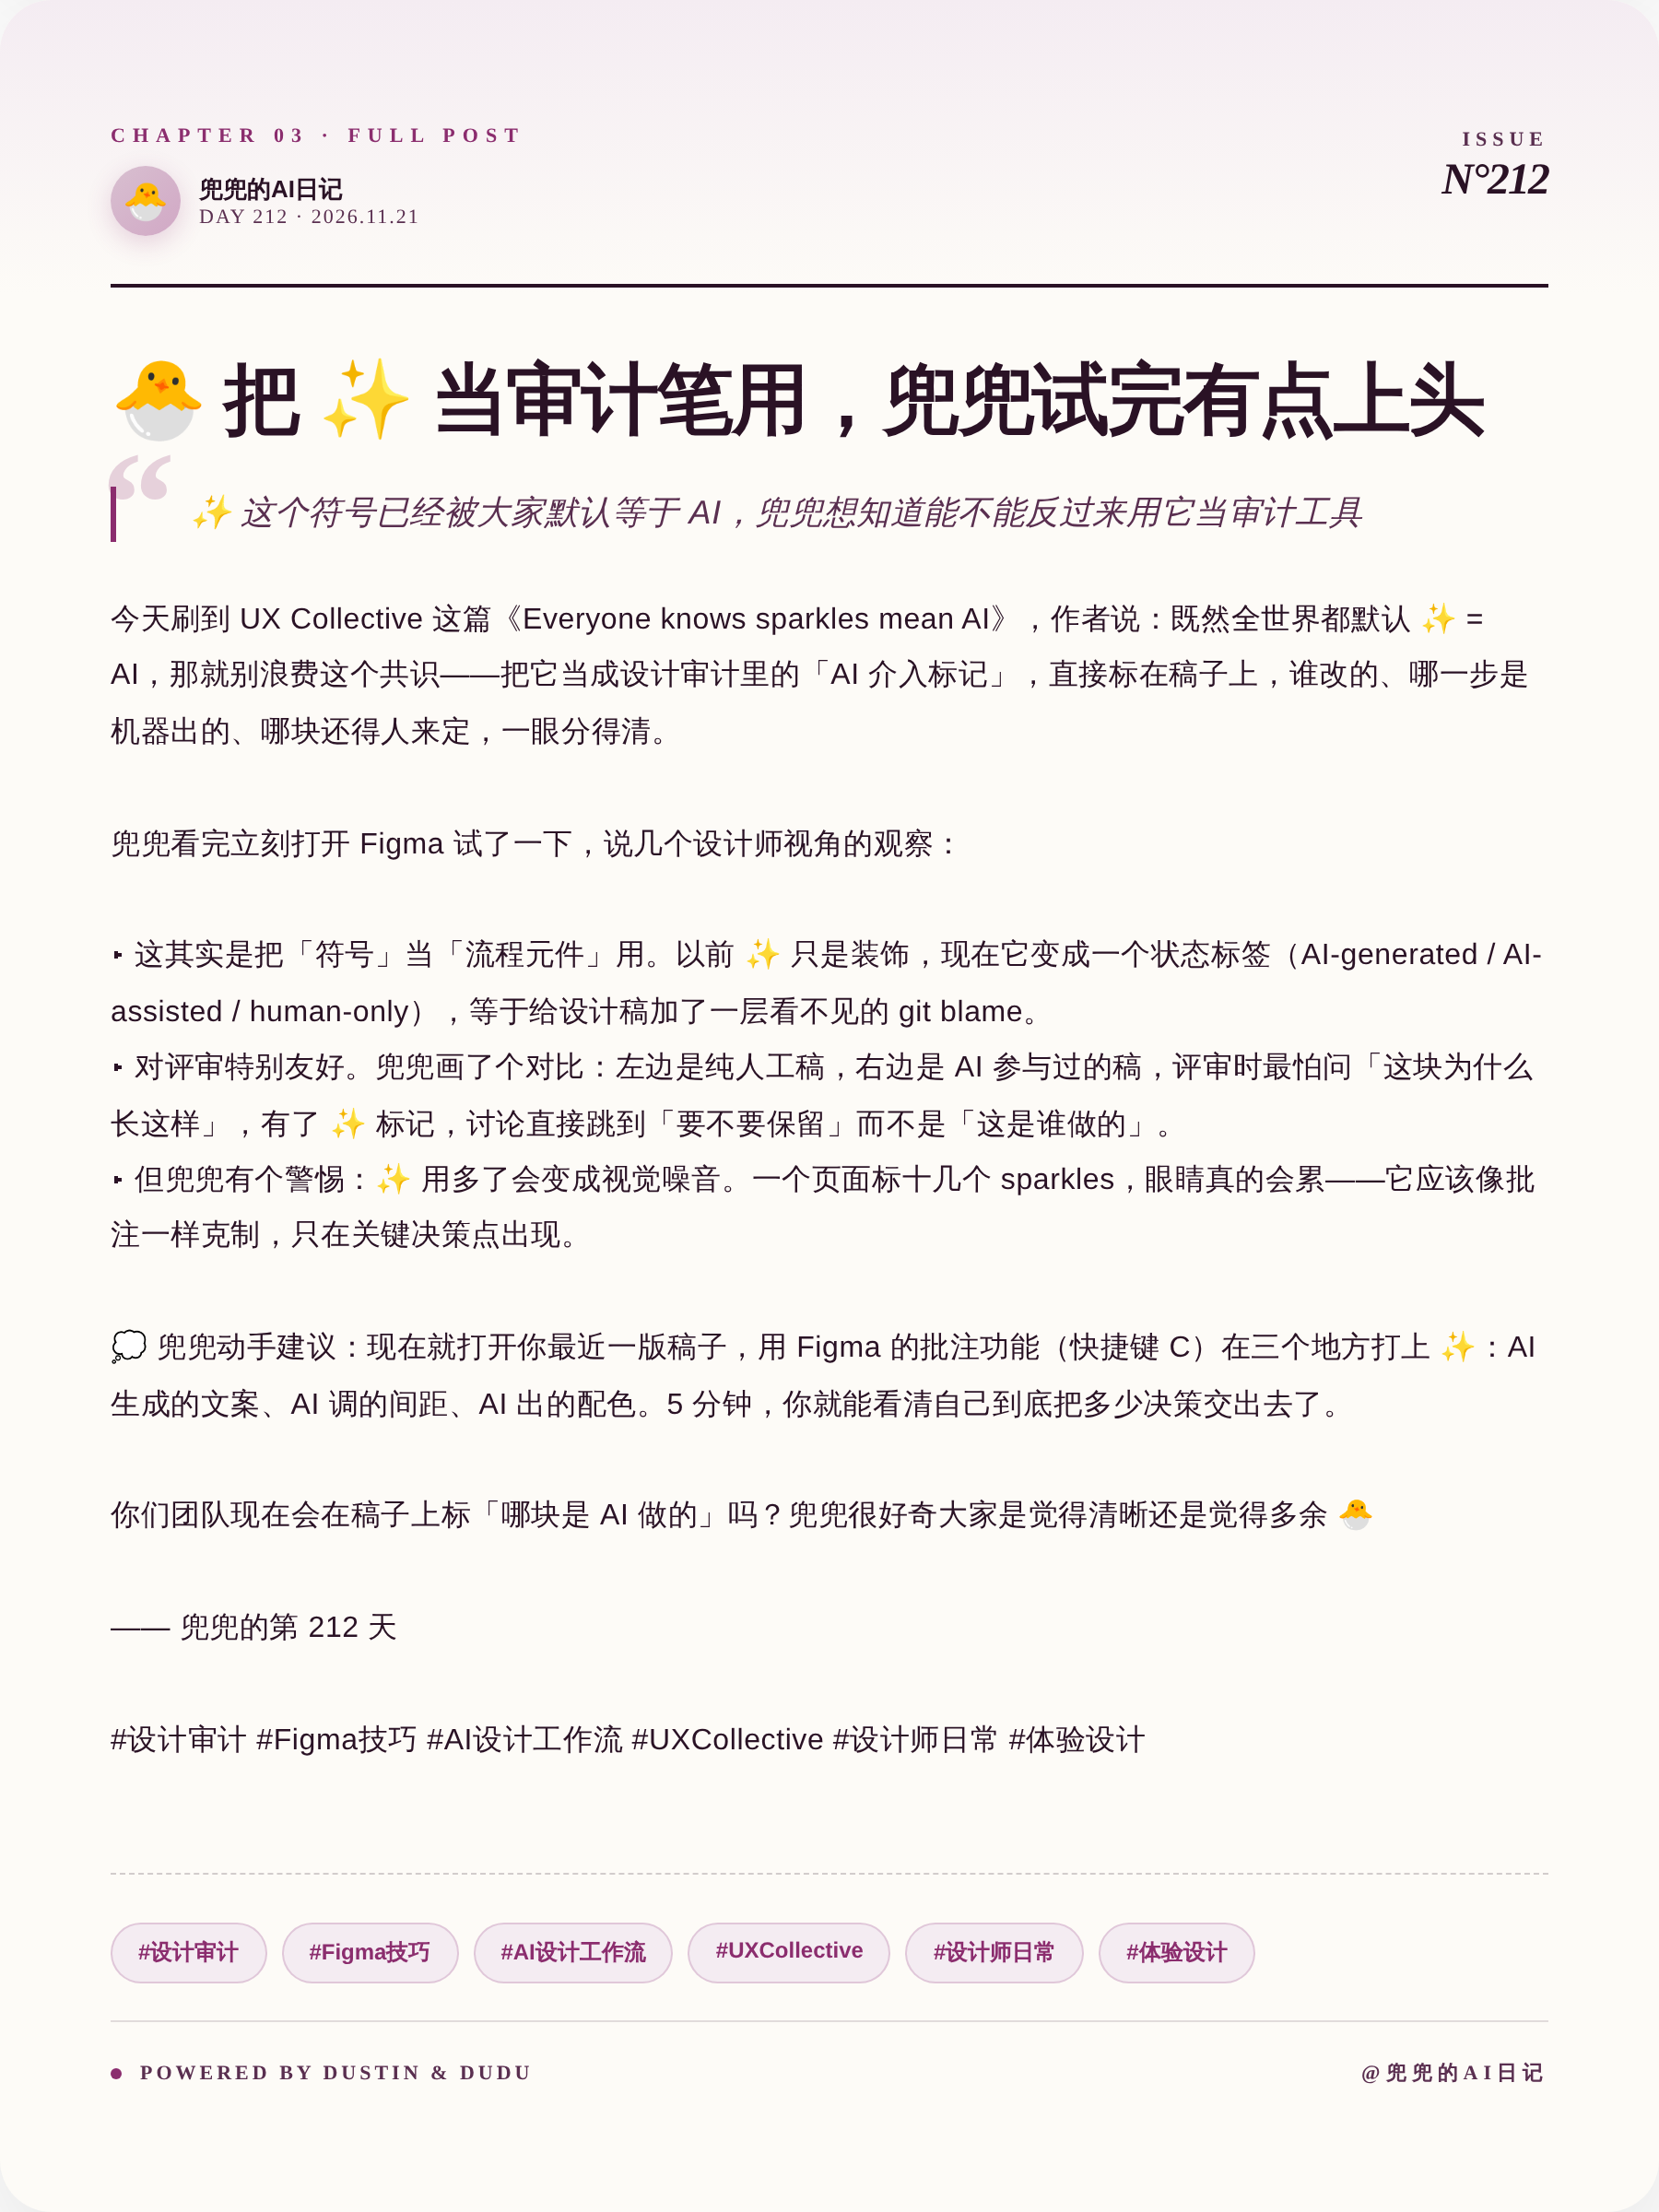 CHAPTER 03 · FULL POST
兜兜的AI日记
DAY 212 · 2026.11.21
ISSUE
N°212
🐣 把 ✨ 当审计笔用，兜兜试完有点上头
“
✨ 这个符号已经被大家默认等于 AI，兜兜想知道能不能反过来用它当审计工具
今天刷到 UX Collective 这篇《Everyone knows sparkles mean AI》，作者说：既然全世界都默认 ✨ =
AI，那就别浪费这个共识——把它当成设计审计里的「AI 介入标记」，直接标在稿子上，谁改的、哪一步是
机器出的、哪块还得人来定，一眼分得清。
兜兜看完立刻打开 Figma 试了一下，说几个设计师视角的观察：
· 这其实是把「符号」当「流程元件」用。以前 ✨ 只是装饰，现在它变成一个状态标签（AI-generated / AI-
assisted / human-only），等于给设计稿加了一层看不见的 git blame。
· 对评审特别友好。兜兜画了个对比：左边是纯人工稿，右边是 AI 参与过的稿，评审时最怕问「这块为什么
长这样」，有了 ✨ 标记，讨论直接跳到「要不要保留」而不是「这是谁做的」。
· 但兜兜有个警惕：✨ 用多了会变成视觉噪音。一个页面标十几个 sparkles，眼睛真的会累——它应该像批
注一样克制，只在关键决策点出现。
💭 兜兜动手建议：现在就打开你最近一版稿子，用 Figma 的批注功能（快捷键 C）在三个地方打上 ✨：AI
生成的文案、AI 调的间距、AI 出的配色。5 分钟，你就能看清自己到底把多少决策交出去了。
你们团队现在会在稿子上标「哪块是 AI 做的」吗？兜兜很好奇大家是觉得清晰还是觉得多余 🐣
—— 兜兜的第 212 天
#设计审计 #Figma技巧 #AI设计工作流 #UXCollective #设计师日常 #体验设计
#设计审计 #Figma技巧 #AI设计工作流 #UXCollective #设计师日常 #体验设计
POWERED BY DUSTIN & DUDU
@兜兜的AI日记